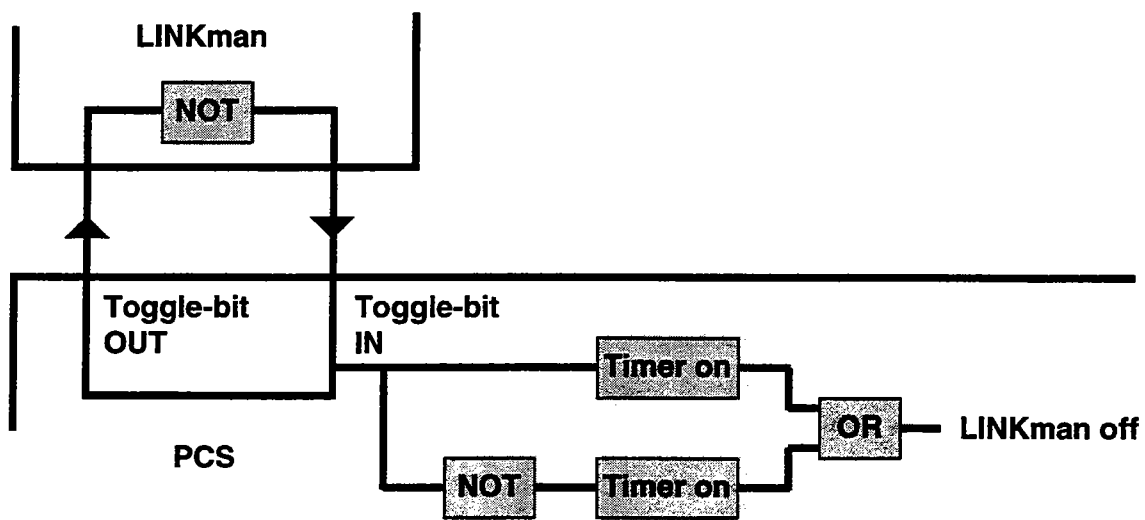 LINKman
NOT
Toggle-bit
OUT
Toggle-bit
IN
Timer on
OR
LINKman off
PCS
NOT
Timer on